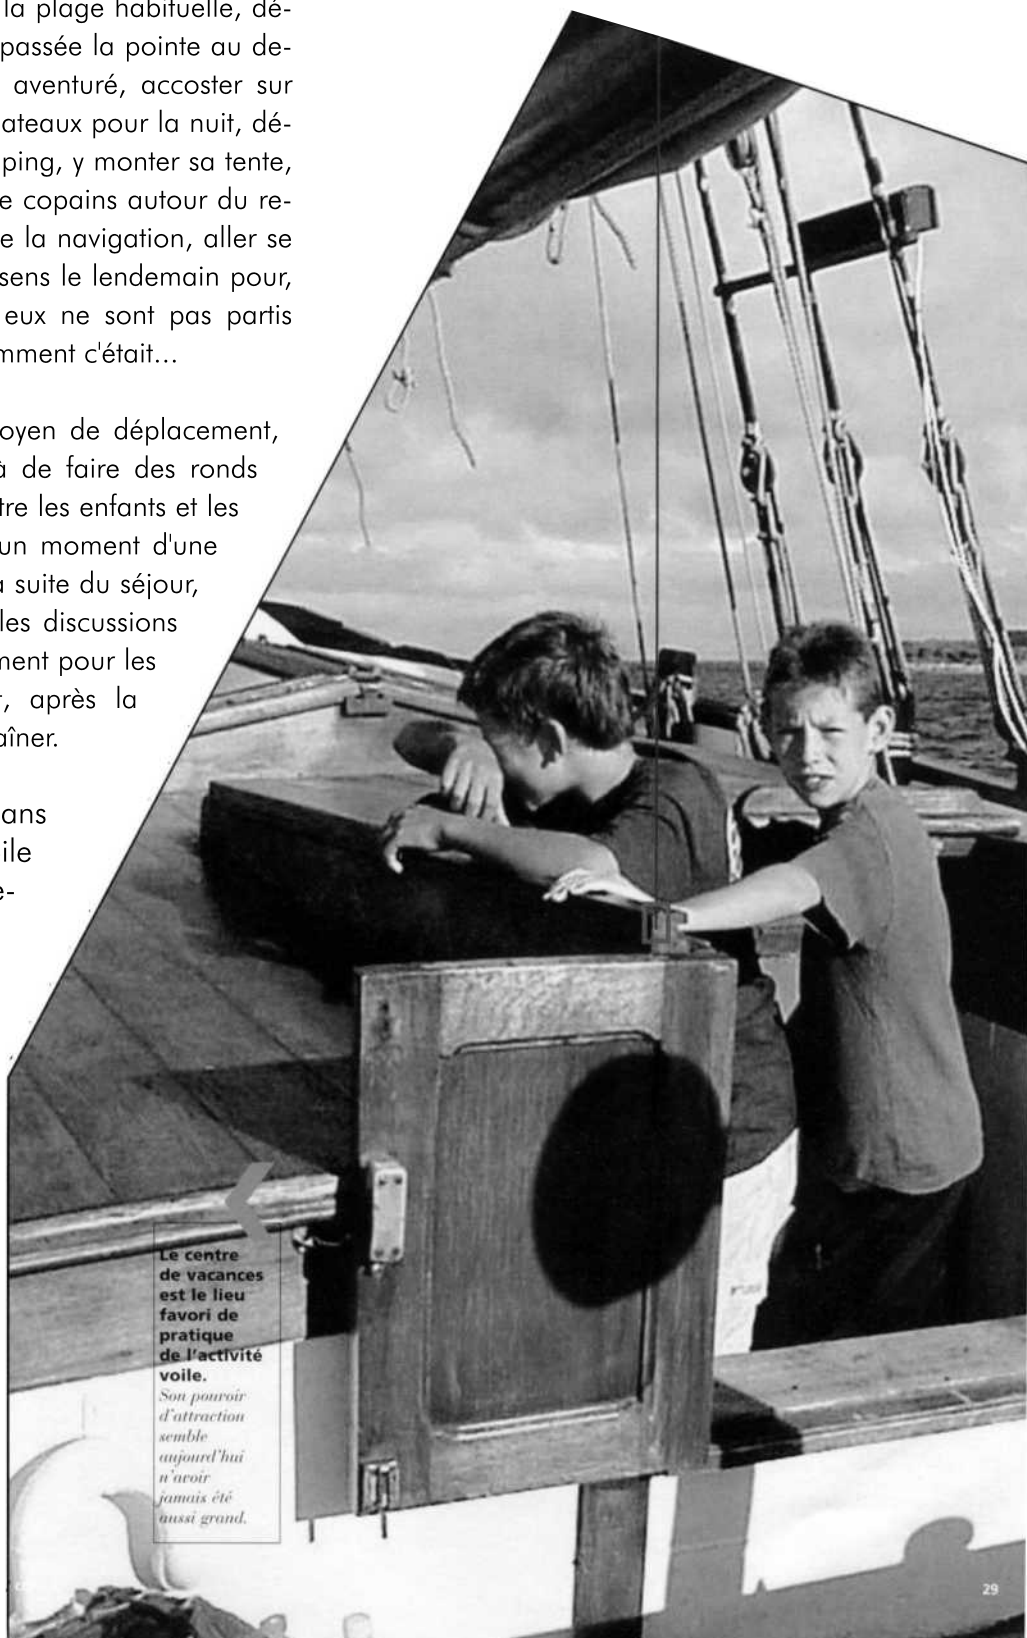 la plage habituelle, dé-
passée la pointe au de-
aventuré, accoster sur
ateaux pour la nuit, dé-
ping, y monter sa tente,
e copains autour du re-
e la navigation, aller se
sens le lendemain pour,
eux ne sont pas partis
mment c'était...
oyen de déplacement,
à de faire des ronds
tre les enfants et les
un moment d'une
a suite du séjour,
les discussions
ment pour les
, après la
aîner.
ans
ile
e-
Le centre
de vacances
est le lieu
favori de
pratique
de l'activité
voile.
Son pouvoir
d'attraction
semble
aujourd'hui
n'avoir
jamais été
aussi grand.
29